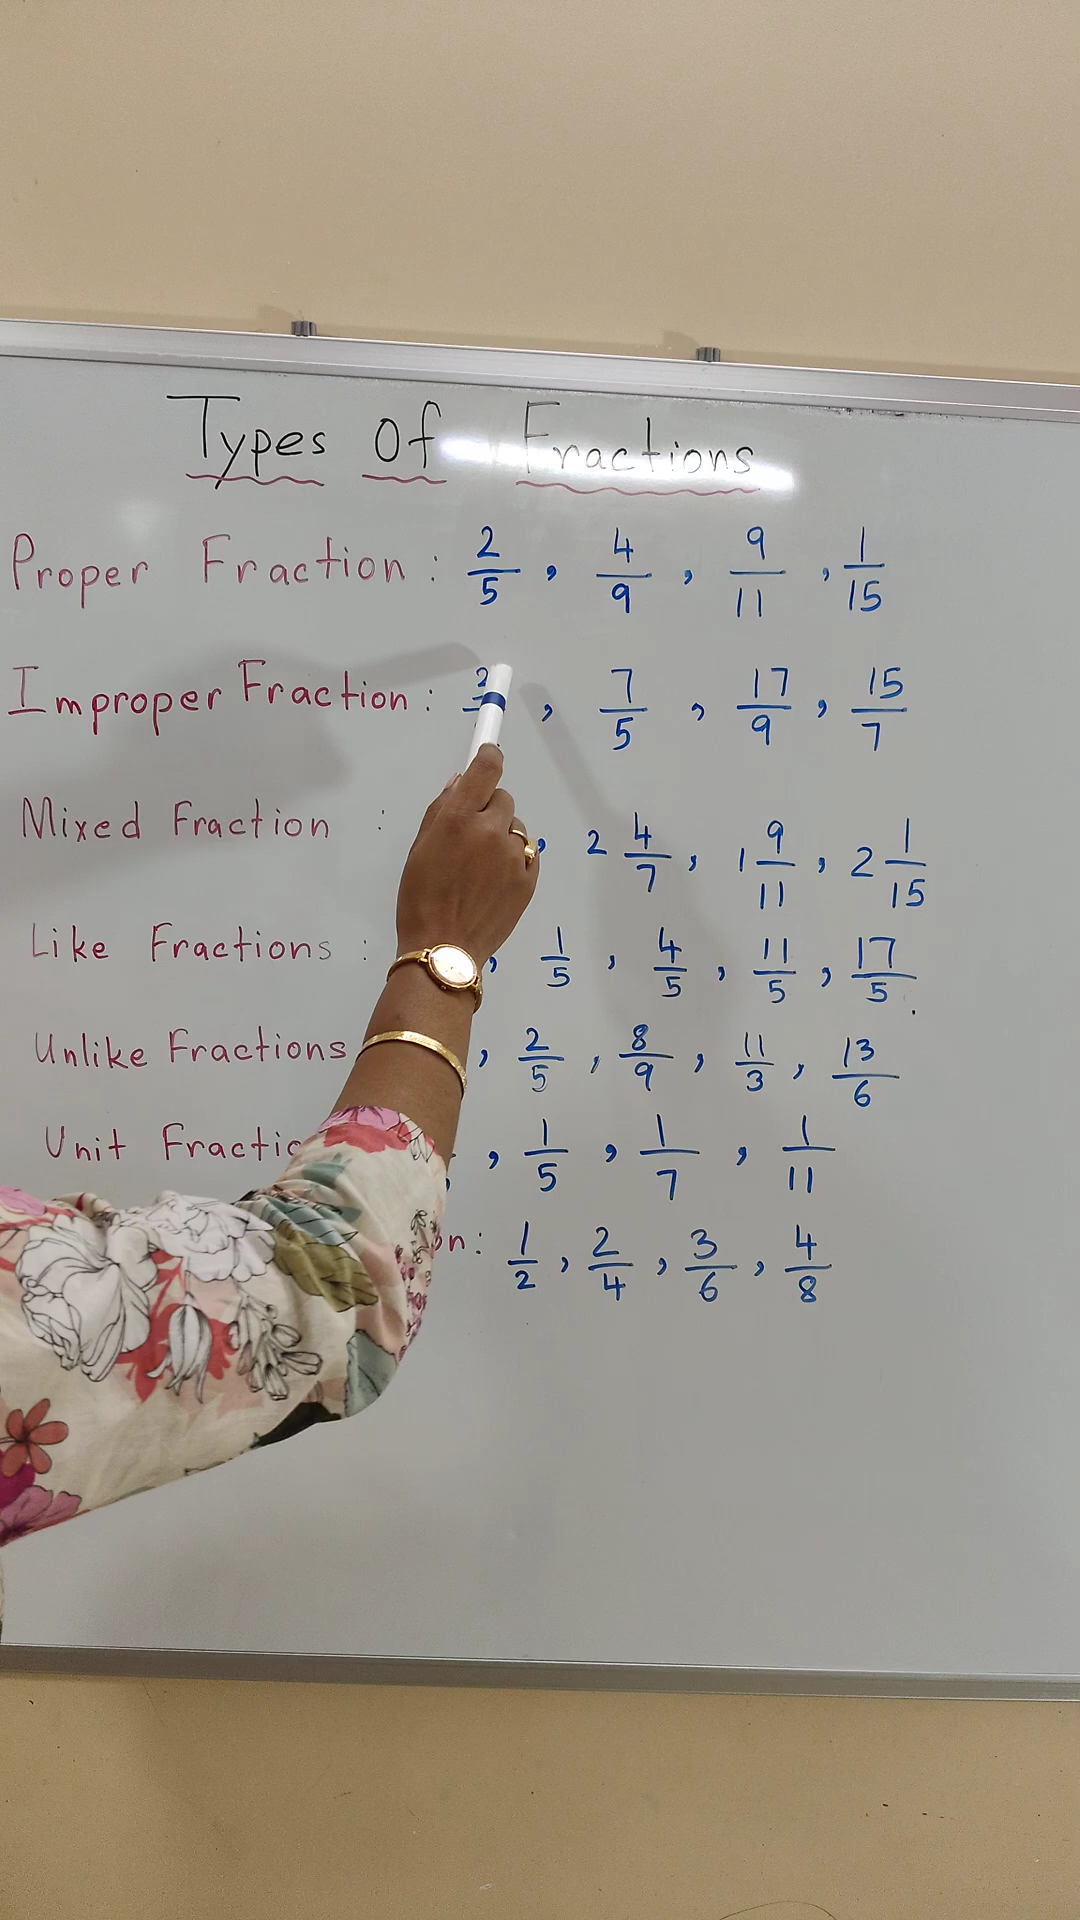 Types Of Fractions
Proper Fraction : 2/5 , 4/9 , 9/11 , 1/15
Improper Fraction : , 7/5 , 17/9 , 15/7
Mixed Fraction : , 2 4/7 , 1 9/11 , 2 1/15
Like Fractions : , 1/5 , 4/5 , 11/5 , 17/5
Unlike Fractions , 2/5 , 8/9 , 11/3 , 13/6
Unit , 1/5 , 1/7 , 1/11
: 1/2 , 2/4 , 3/6 , 4/8